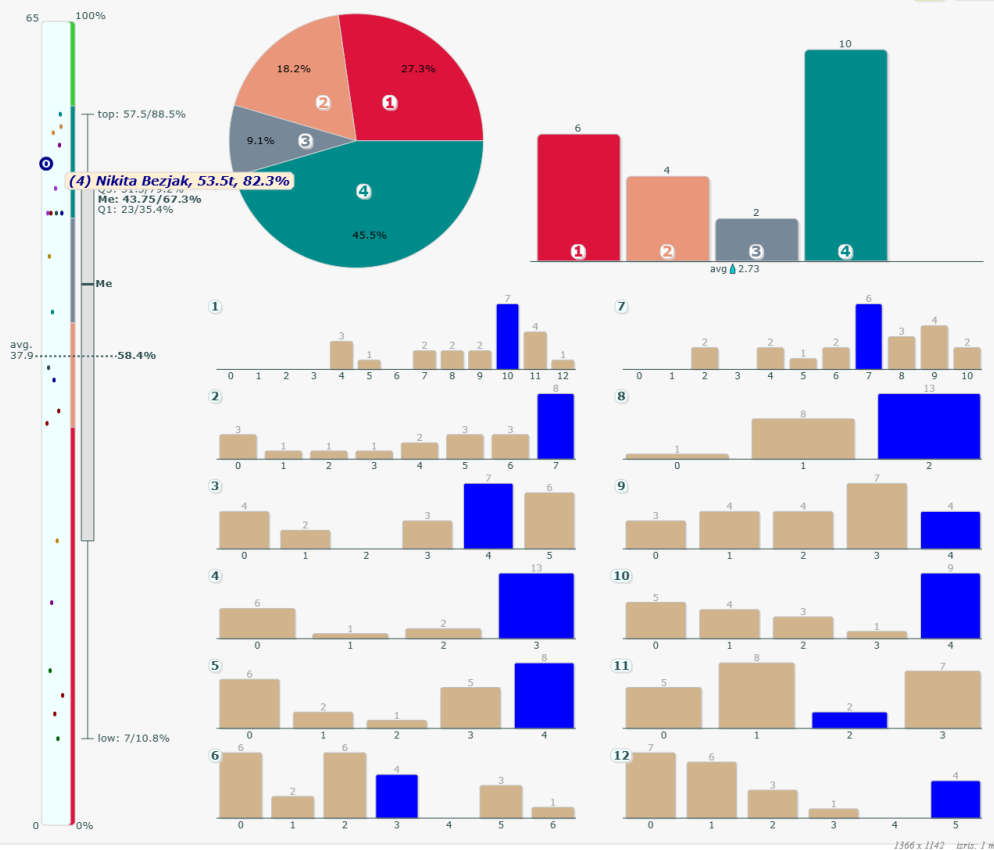 65
100%
top: 57.5/88.5%
(4) Nikita Bezjak, 53.5t, 82.3%
Me: 43.75/67.3%
Q1: 23/35.4%
Me
avg.
37.9
58.4%
low: 7/10.8%
0
0%
18.2%
27.3%
2
1
9.1%
3
4
45.5%
10
6
4
2
1
2
3
4
avg 2.73
1
3 1 2 2 2 7 4 1
0 1 2 3 4 5 6 7 8 9 10 11 12
7
2 2 1 2 6 3 4 2
0 1 2 3 4 5 6 7 8 9 10
2
3 1 1 1 2 3 3 8
0 1 2 3 4 5 6 7
8
1 8 13
0 1 2
3
4 2 3 7 6
0 1 2 3 4 5
9
3 4 4 7 4
0 1 2 3 4
4
6 1 2 13
0 1 2 3
10
5 4 3 1 9
0 1 2 3 4
5
6 2 1 5 8
0 1 2 3 4
11
5 8 2 7
0 1 2 3
6
6 2 6 4 3 1
0 1 2 3 4 5 6
12
7 6 3 1 4
0 1 2 3 4 5
1366 x 1142